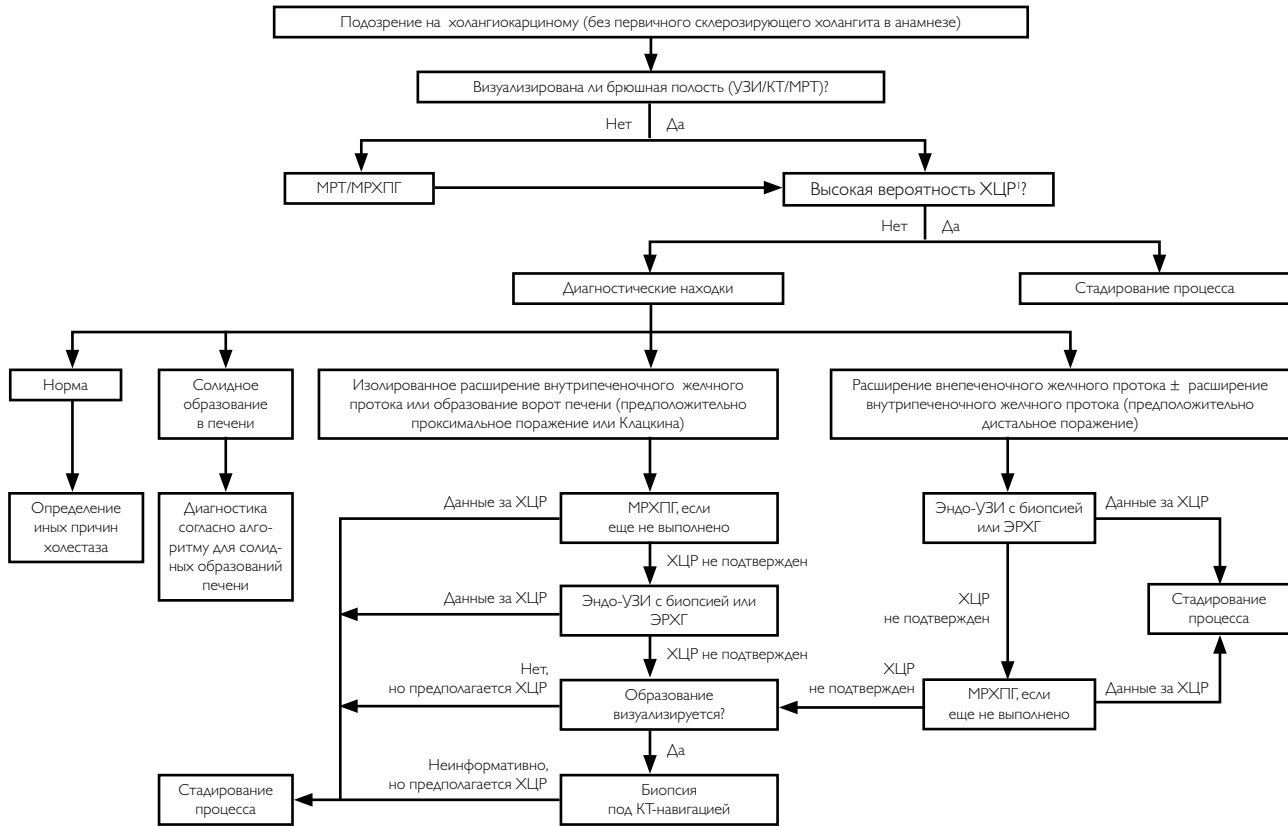 Подозрение на холангиокарциному (без первичного склерозирующего холангита в анамнезе)
Визуализирована ли брюшная полость (УЗИ/КТ/МРТ)?
Нет
Да
МРТ/МРХПГ
Высокая вероятность ХЦР¹?
Нет
Да
Диагностические находки
Стадирование процесса
Норма
Солидное
образование
в печени
Изолированное расширение внутрипеченочного желчного
протока или образование ворот печени (предположительно
проксимальное поражение или Клацкина)
Расширение внепеченочного желчного протока ± расширение
внутрипеченочного желчного протока (предположительно
дистальное поражение)
Определение
иных причин
холестаза
Диагностика
согласно алго-
ритму для солид-
ных образований
печени
Данные за ХЦР
МРХПГ, если
еще не выполнено
Эндо-УЗИ с биопсией
или ЭРХГ
Данные за ХЦР
ХЦР не подтвержден
Данные за ХЦР
Эндо-УЗИ с биопсией или
ЭРХГ
ХЦР
не подтвержден
Стадирование
процесса
ХЦР не подтвержден
Нет,
но предполагается ХЦР
Образование
визуализируется?
ХЦР
не подтвержден
МРХПГ, если
еще не выполнено
Данные за ХЦР
Да
Неинформативно,
но предполагается ХЦР
Стадирование
процесса
Биопсия
под КТ-навигацией